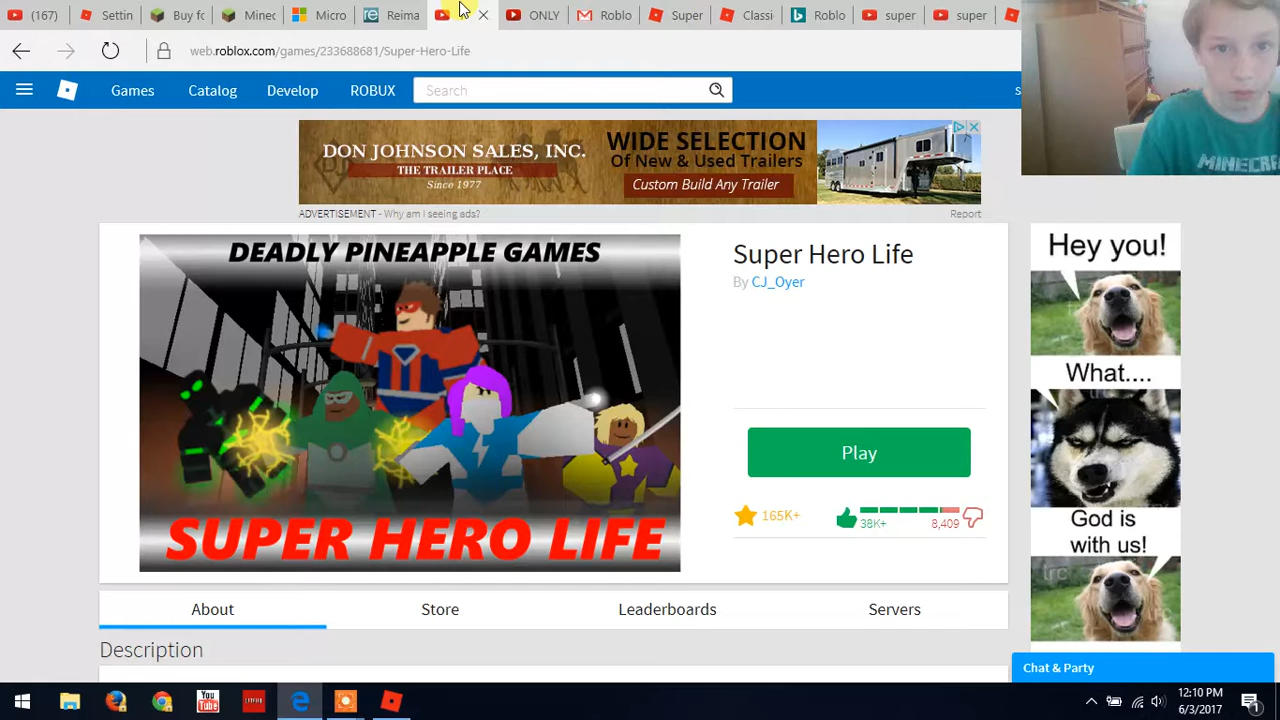 (167)
Settin
Buy fo
Minec
Micro
Reima
ONLY
Roblo
Super
Classi
Roblo
super
super
web.roblox.com/games/233688681/Super-Hero-Life
Games
Catalog
Develop
ROBUX
Search
s
MINECRA
DON JOHNSON SALES, INC.
THE TRAILER PLACE
Since 1977
WIDE SELECTION
Of New & Used Trailers
Custom Build Any Trailer
ADVERTISEMENT - Why am I seeing ads?
Report
DEADLY PINEAPPLE GAMES
SUPER HERO LIFE
Super Hero Life
By CJ_Oyer
Play
165K+
38K+
8,409
Hey you!
What....
God is
with us!
About
Store
Leaderboards
Servers
Description
Chat & Party
You
Tube
12:10 PM
6/3/2017
1